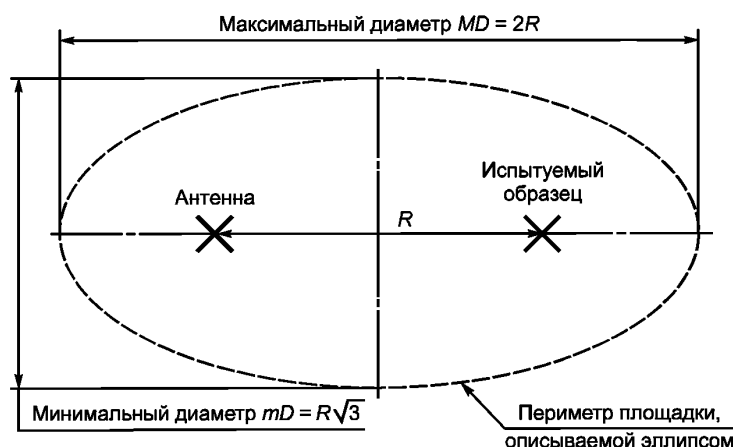 Максимальный диаметр MD = 2R
Испытуемый
образец
Антенна
R
Минимальный диаметр mD = R√3
Периметр площадки,
описываемой эллипсом